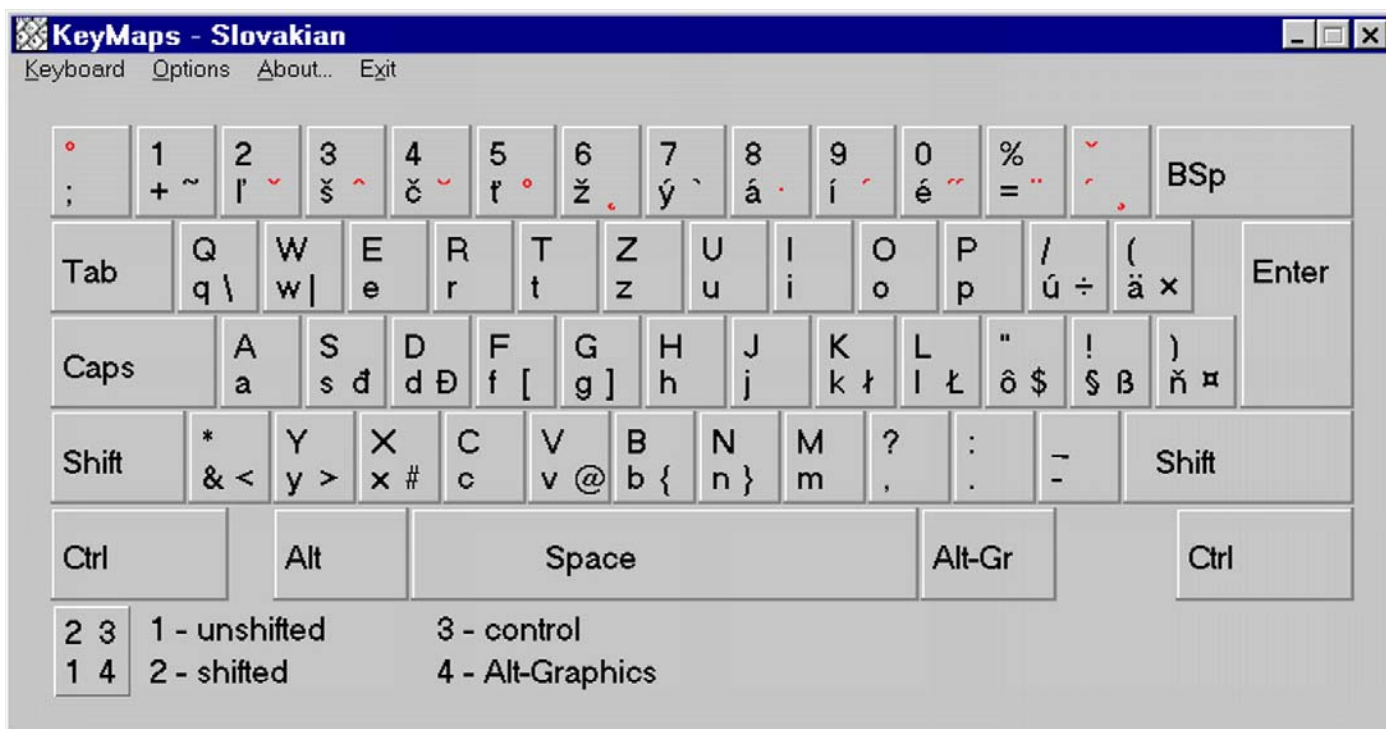 KeyMaps - Slovakian
Keyboard Options About... Exit
° 1 2 3 4 5 6 7 8 9 0 % ˇ BSp
; + ~ ľ ˇ š ^ č ˘ ť ° ž ˛ ý ` á ˙ í ´ é ˝ = ¨ ´ ¸
Tab Q W E R T Z U I O P / ( Enter
q \ w | e r t z u i o p ú ÷ ä ×
Caps A S D F G H J K L " ! )
a s đ d Đ f [ g ] h j k ł l Ł ô $ § ß ň ¤
Shift * Y X C V B N M ? : _ Shift
& < y > x # c v @ b { n } m , . -
Ctrl Alt Space Alt-Gr Ctrl
2 3 1 - unshifted 3 - control
1 4 2 - shifted 4 - Alt-Graphics